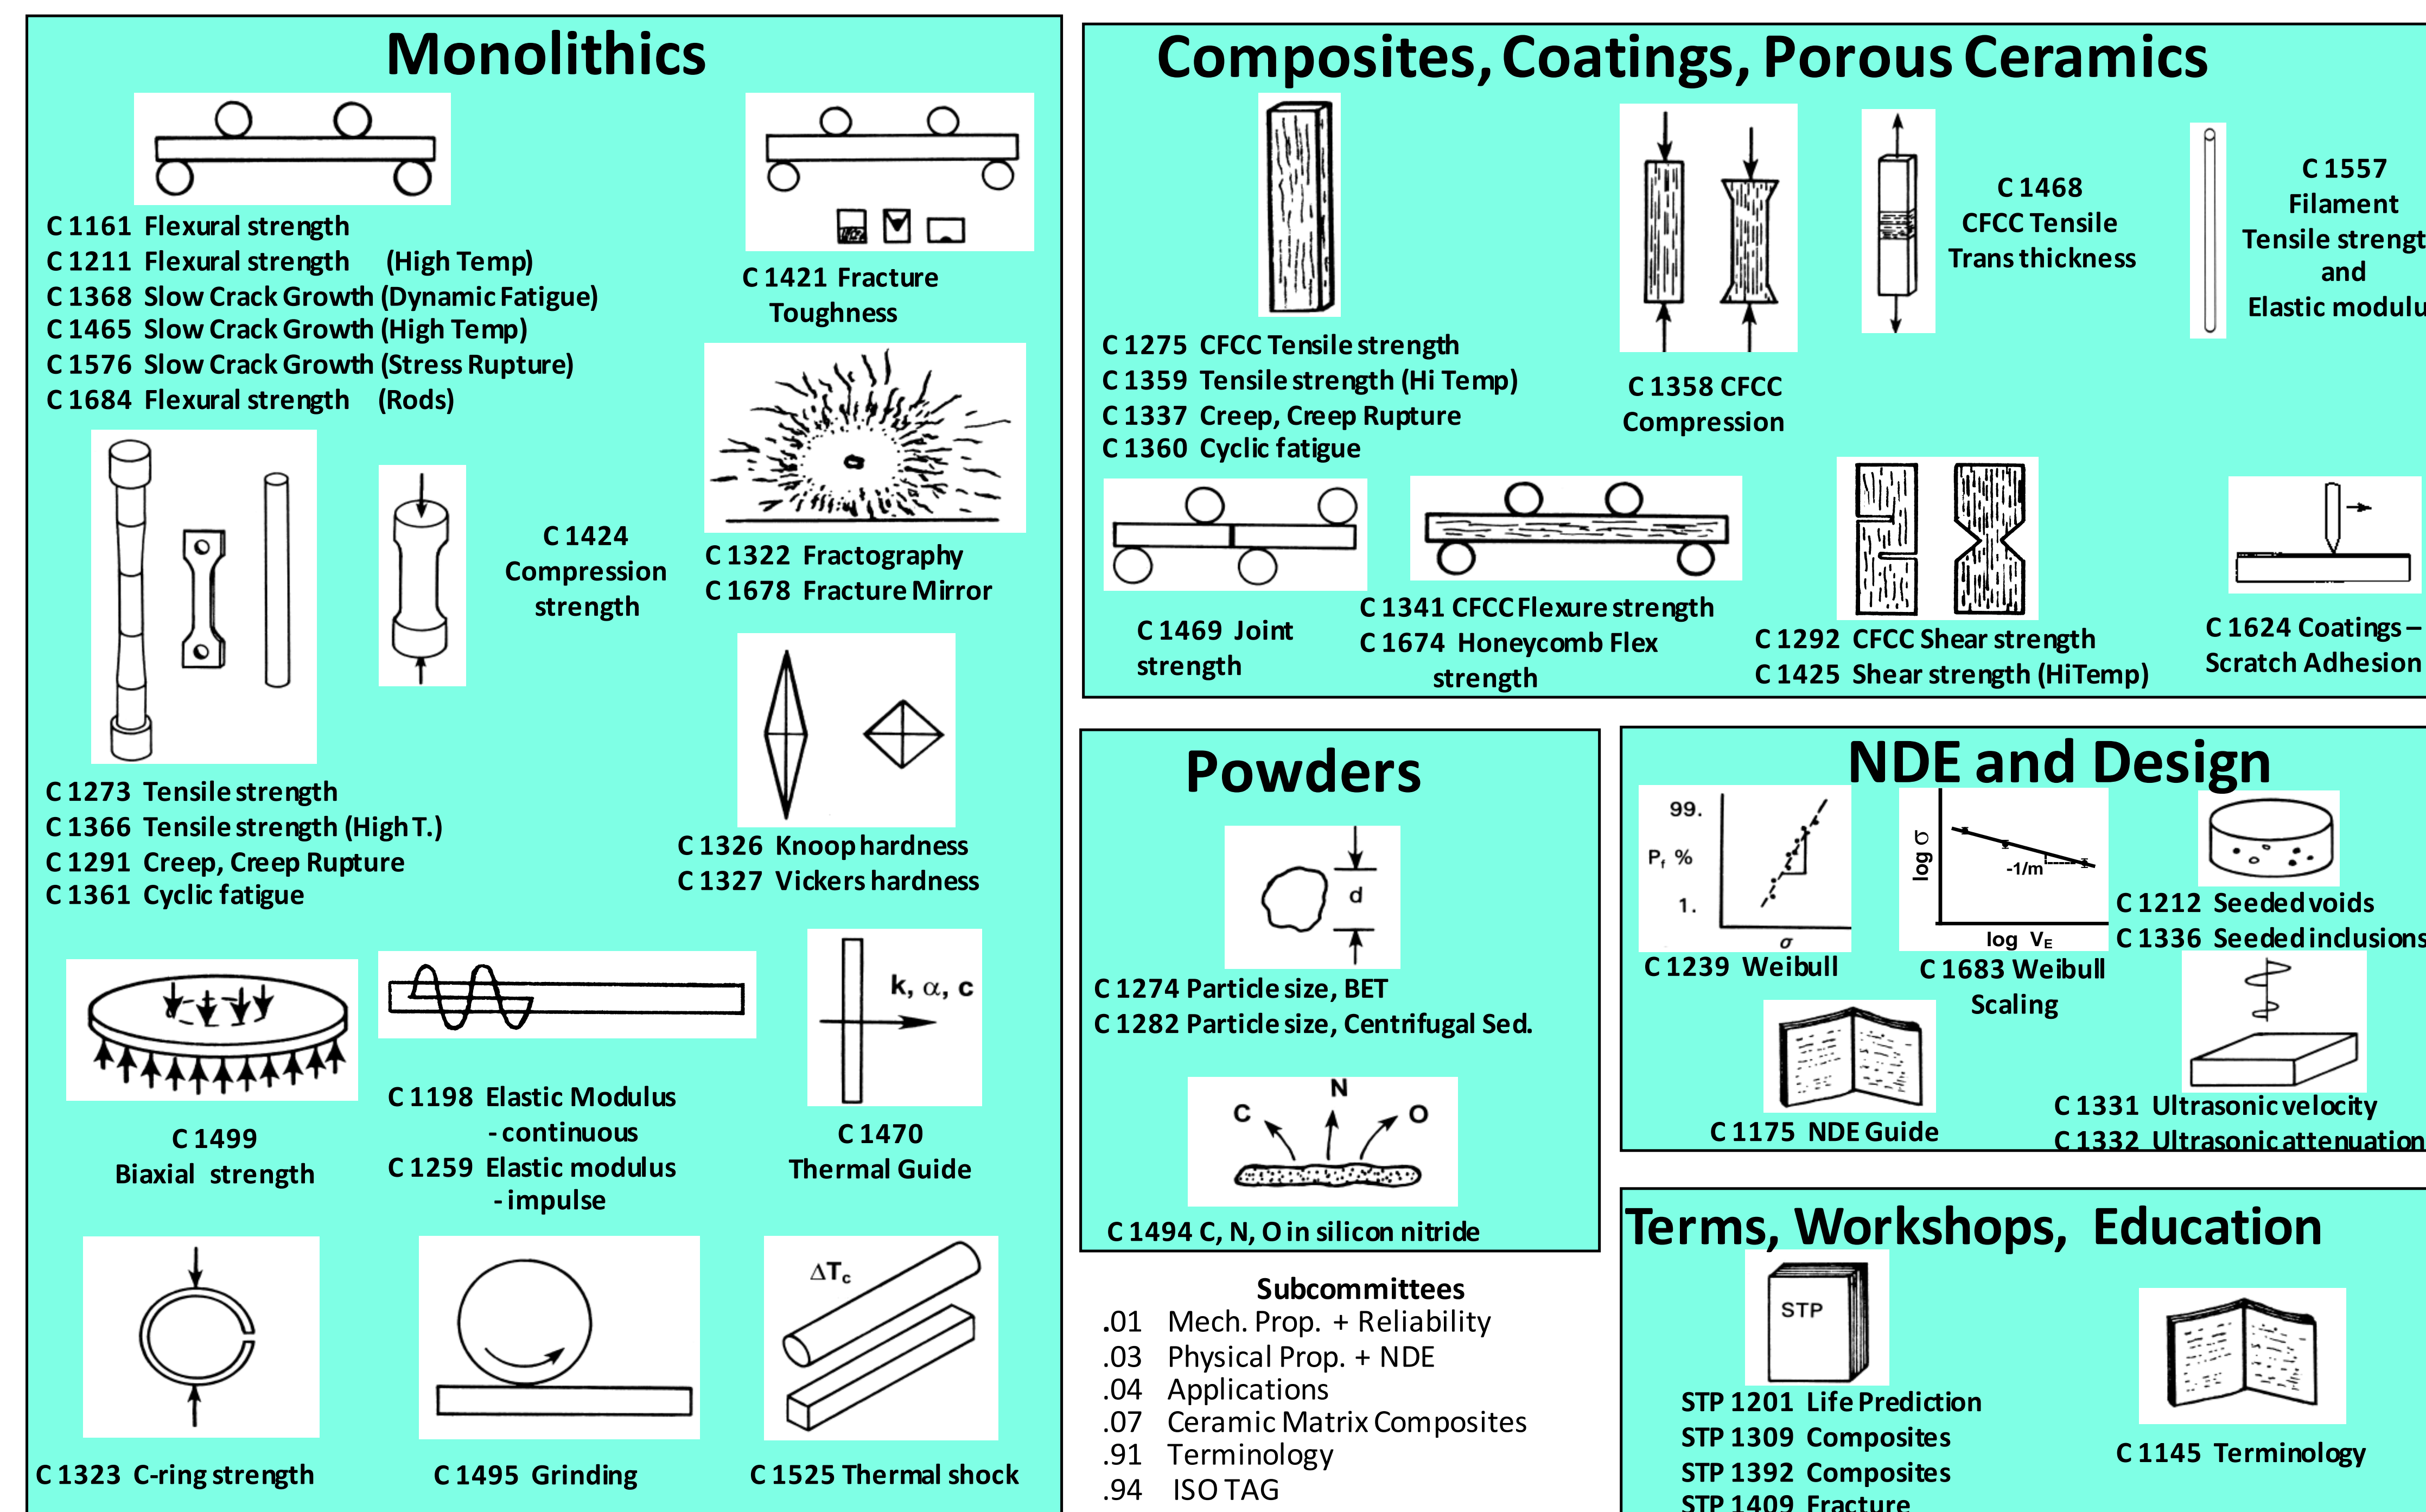 Monolithics
C 1161 Flexural strength
C 1211 Flexural strength (High Temp)
C 1368 Slow Crack Growth (Dynamic Fatigue)
C 1465 Slow Crack Growth (High Temp)
C 1576 Slow Crack Growth (Stress Rupture)
C 1684 Flexural strength (Rods)
C 1421 Fracture
Toughness
C 1424
Compression
strength
C 1322 Fractography
C 1678 Fracture Mirror
C 1273 Tensile strength
C 1366 Tensile strength (High T.)
C 1291 Creep, Creep Rupture
C 1361 Cyclic fatigue
C 1326 Knoop hardness
C 1327 Vickers hardness
C 1499
Biaxial strength
C 1198 Elastic Modulus
- continuous
C 1259 Elastic modulus
- impulse
k, α, c
C 1470
Thermal Guide
C 1323 C-ring strength
C 1495 Grinding
ΔTc
C 1525 Thermal shock
Composites, Coatings, Porous Ceramics
C 1275 CFCC Tensile strength
C 1359 Tensile strength (Hi Temp)
C 1337 Creep, Creep Rupture
C 1360 Cyclic fatigue
C 1358 CFCC
Compression
C 1468
CFCC Tensile
Trans thickness
C 1557
Filament
Tensile strengt
and
Elastic modulu
C 1469 Joint
strength
C 1341 CFCC Flexure strength
C 1674 Honeycomb Flex
strength
C 1292 CFCC Shear strength
C 1425 Shear strength (HiTemp)
C 1624 Coatings –
Scratch Adhesion
Powders
d
C 1274 Particle size, BET
C 1282 Particle size, Centrifugal Sed.
C N O
C 1494 C, N, O in silicon nitride
NDE and Design
99.
Pf %
1.
σ
C 1239 Weibull
log σ
-1/m
log VE
C 1683 Weibull
Scaling
C 1212 Seeded voids
C 1336 Seeded inclusions
C 1175 NDE Guide
C 1331 Ultrasonic velocity
C 1332 Ultrasonic attenuation
Subcommittees
.01 Mech. Prop. + Reliability
.03 Physical Prop. + NDE
.04 Applications
.07 Ceramic Matrix Composites
.91 Terminology
.94 ISO TAG
Terms, Workshops, Education
STP
STP 1201 Life Prediction
STP 1309 Composites
STP 1392 Composites
STP 1409 Fracture
C 1145 Terminology